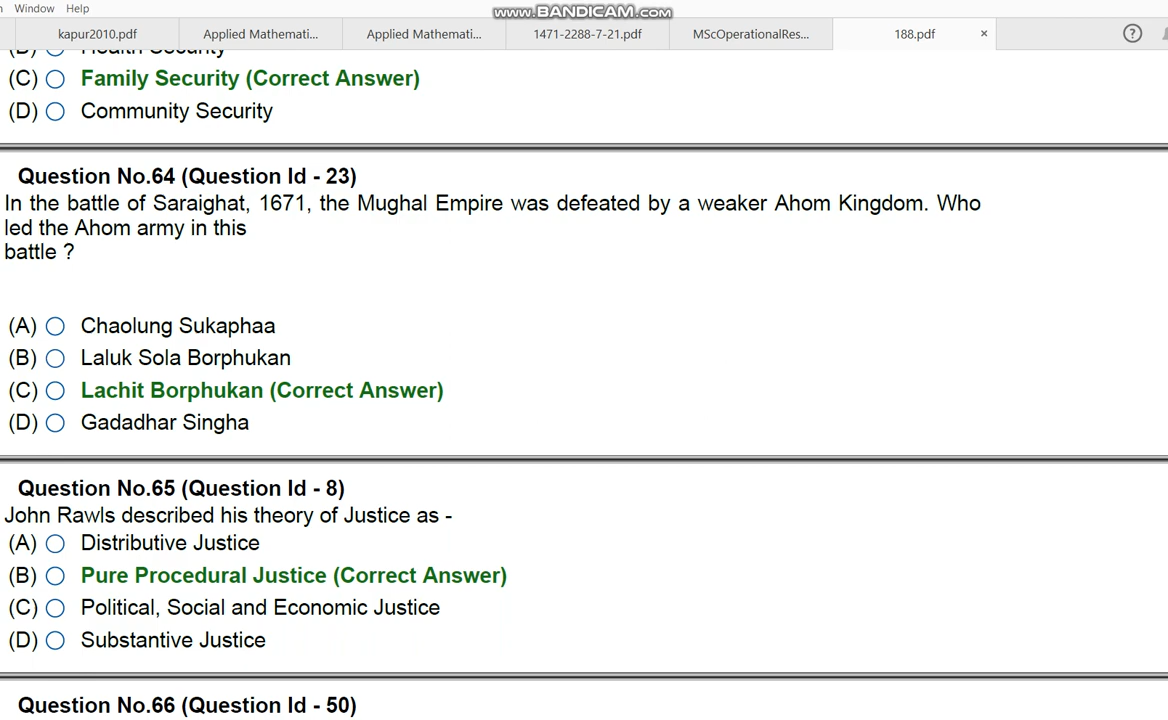 Window Help
www.BANDICAM.com
kapur2010.pdf Applied Mathemati... Applied Mathemati... 1471-2288-7-21.pdf MScOperationalRes... 188.pdf × ?
(B) Health Security
(C) Family Security (Correct Answer)
(D) Community Security
Question No.64 (Question Id - 23)
In the battle of Saraighat, 1671, the Mughal Empire was defeated by a weaker Ahom Kingdom. Who
led the Ahom army in this
battle ?
(A) Chaolung Sukaphaa
(B) Laluk Sola Borphukan
(C) Lachit Borphukan (Correct Answer)
(D) Gadadhar Singha
Question No.65 (Question Id - 8)
John Rawls described his theory of Justice as -
(A) Distributive Justice
(B) Pure Procedural Justice (Correct Answer)
(C) Political, Social and Economic Justice
(D) Substantive Justice
Question No.66 (Question Id - 50)